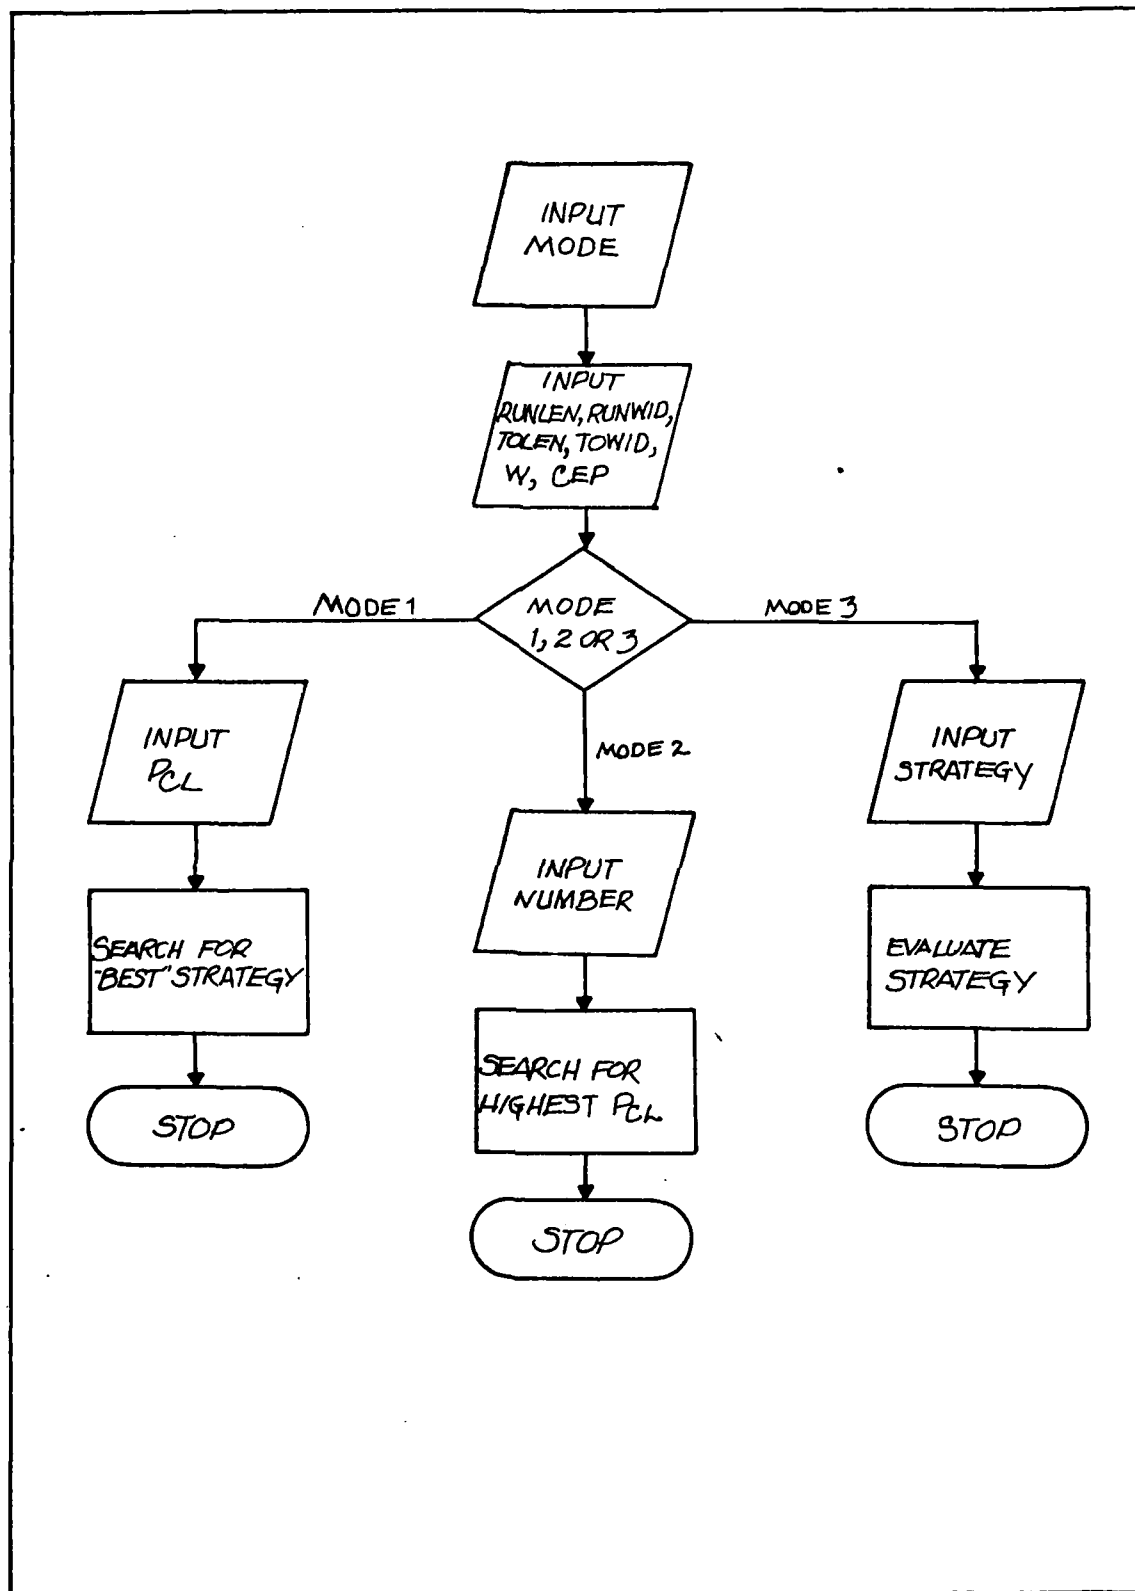 INPUT
MODE
INPUT
RUNLEN, RUNWID,
TOLEN, TOWID,
W, CEP
MODE 1
MODE
1, 2 OR 3
MODE 3
INPUT
PCL
MODE 2
INPUT
STRATEGY
INPUT
NUMBER
SEARCH FOR
"BEST" STRATEGY
EVALUATE
STRATEGY
SEARCH FOR
HIGHEST PCL
STOP
STOP
STOP